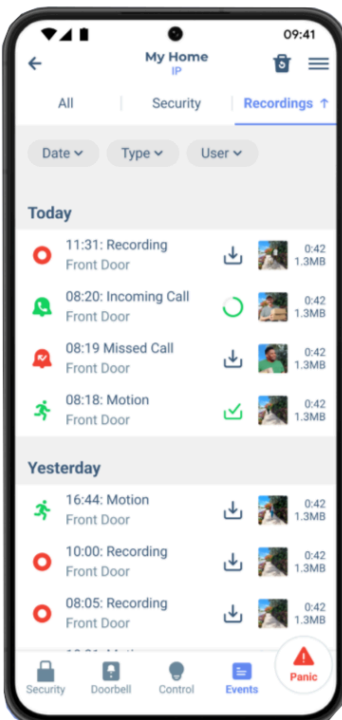 09:41
My Home
IP
All
Security
Recordings ↑
Date
Type
User
Today
11:31: Recording
Front Door
0:42
1.3MB
08:20: Incoming Call
Front Door
0:42
1.3MB
08:19 Missed Call
Front Door
0:42
1.3MB
08:18: Motion
Front Door
0:42
1.3MB
Yesterday
16:44: Motion
Front Door
0:42
1.3MB
10:00: Recording
Front Door
0:42
1.3MB
08:05: Recording
Front Door
0:42
1.3MB
Security
Doorbell
Control
Events
Panic